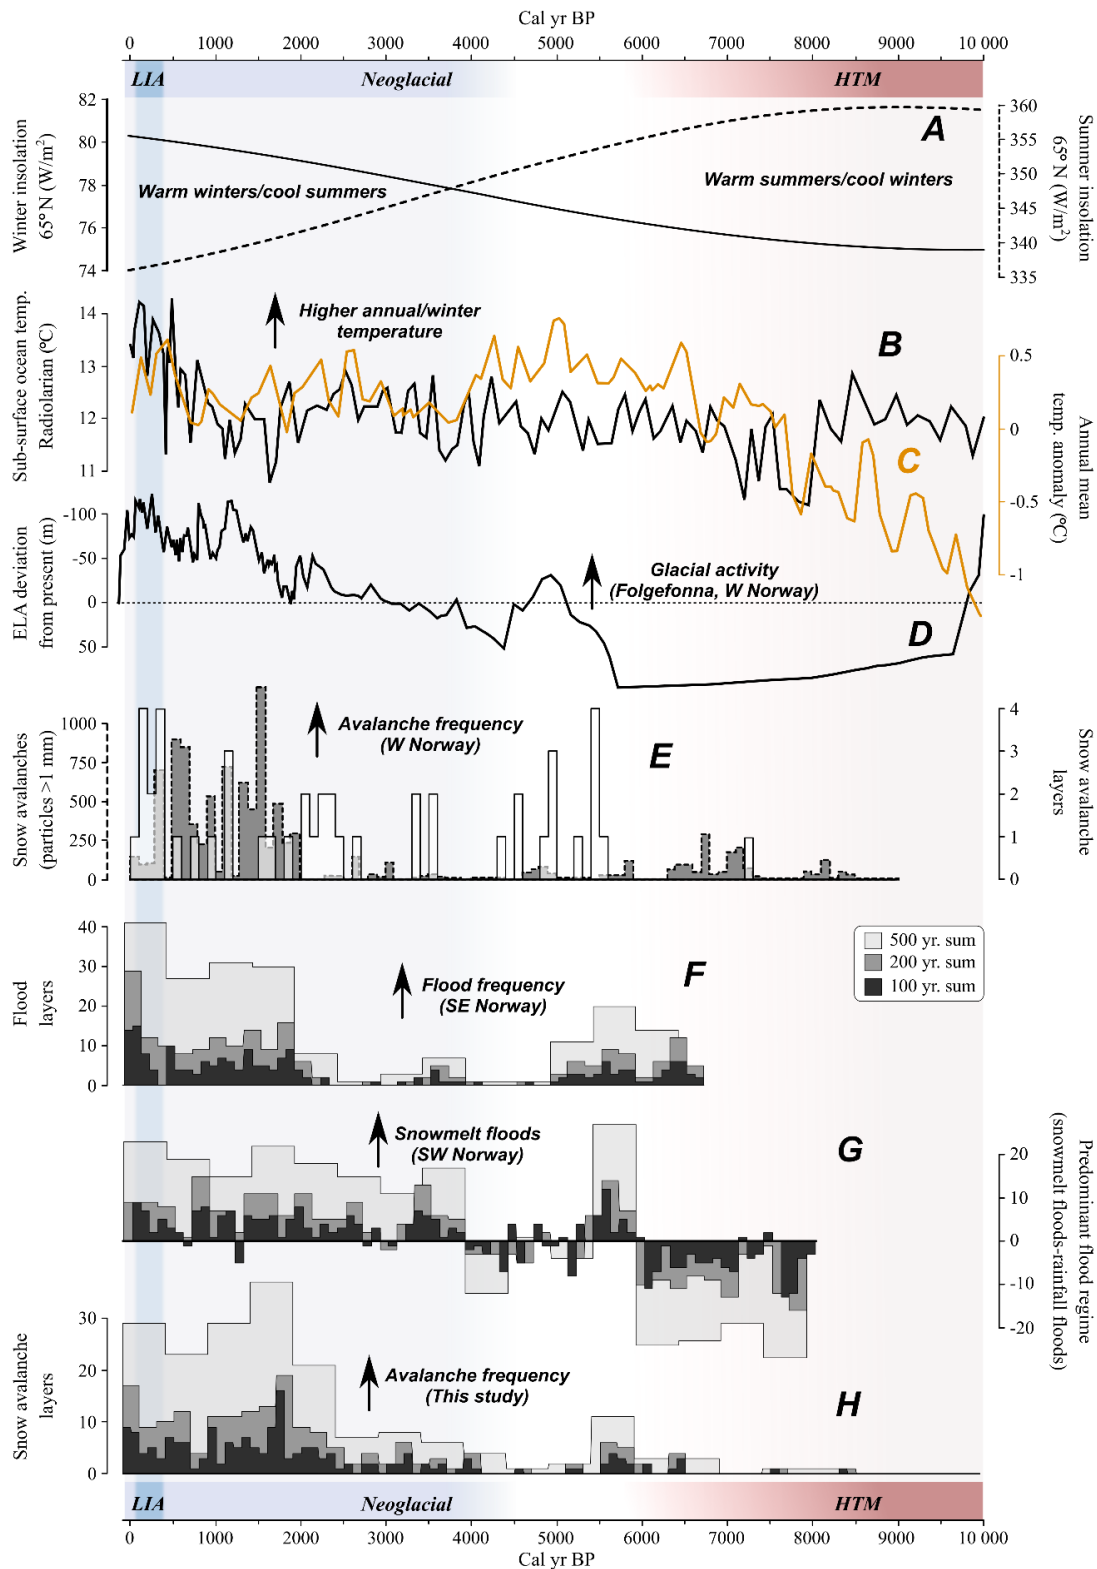 Cal yr BP
0 1000 2000 3000 4000 5000 6000 7000 8000 9000 10 000
LIA Neoglacial HTM
82
80
78
76
74
Winter insolation
65° N (W/m²)
360
355
350
345
340
335
Summer insolation
65° N (W/m²)
A
Warm winters/cool summers
Warm summers/cool winters
14
13
12
11
Sub-surface ocean temp.
Radiolarian (°C)
Higher annual/winter
temperature
B
C
0.5
0
-0.5
-1
Annual mean
temp. anomaly (°C)
-100
-50
0
50
ELA deviation
from present (m)
Glacial activity
(Folgefonna, W Norway)
D
1000
750
500
250
0
Snow avalanches
(particles >1 mm)
Avalanche frequency
(W Norway)
E
4
3
2
1
0
Snow avalanche
layers
40
30
20
10
0
Flood
layers
Flood frequency
(SE Norway)
F
500 yr. sum
200 yr. sum
100 yr. sum
Snowmelt floods
(SW Norway)
G
20
10
0
-10
-20
Predominant flood regime
(snowmelt floods-rainfall floods)
30
20
10
0
Snow avalanche
layers
Avalanche frequency
(This study)
H
LIA Neoglacial HTM
0 1000 2000 3000 4000 5000 6000 7000 8000 9000 10 000
Cal yr BP